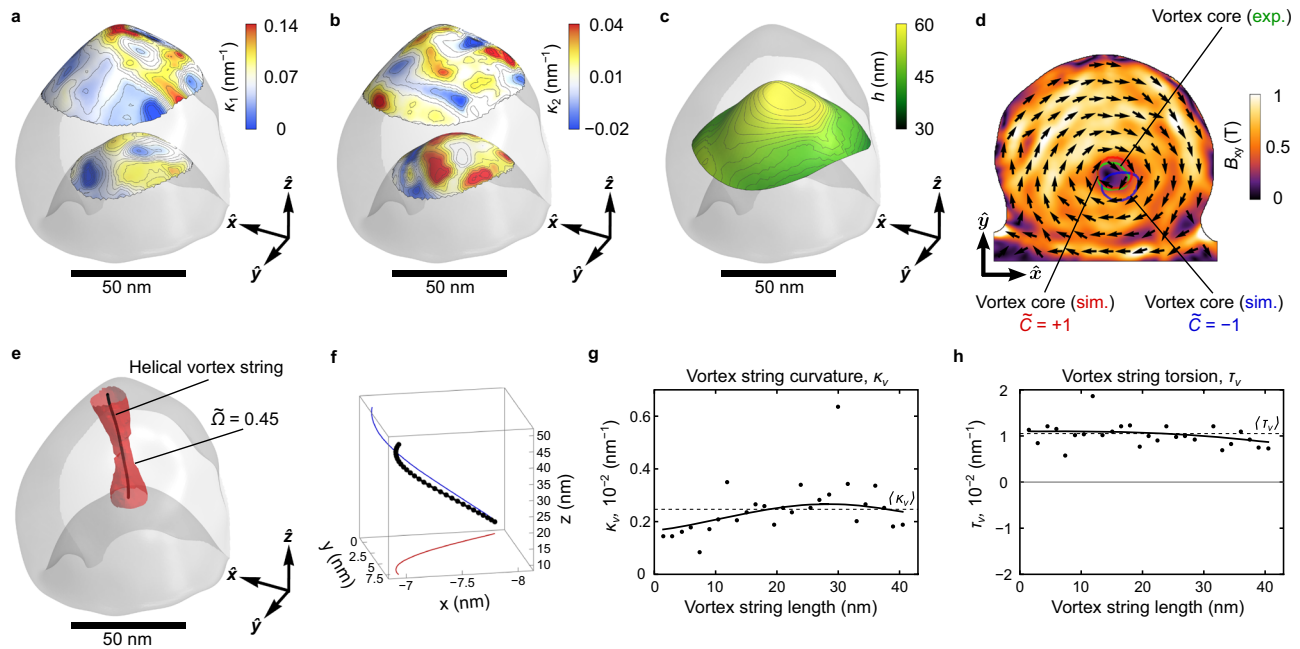 a
0.14
0.07
0
κ₁ (nm⁻¹)
x̂
ŷ
ẑ
50 nm
b
0.04
0.01
−0.02
κ₂ (nm⁻¹)
x̂
ŷ
ẑ
50 nm
c
60
45
30
h (nm)
x̂
ŷ
ẑ
50 nm
d
Vortex core (exp.)
1
0.5
0
Bxy (T)
ŷ
x̂
Vortex core (sim.)
C̃ = +1
Vortex core (sim.)
C̃ = −1
e
Helical vortex string
Ω̃ = 0.45
x̂
ŷ
ẑ
50 nm
f
50
45
40
35
30
25
20
15
10
z (nm)
0
2.5
5
7.5
y (nm)
−7
−7.5
−8
x (nm)
g
Vortex string curvature, κᵥ
0.6
0.4
0.2
0
κᵥ, 10⁻² (nm⁻¹)
⟨κᵥ⟩
0
10
20
30
40
Vortex string length (nm)
h
Vortex string torsion, τᵥ
2
1
0
−1
−2
τᵥ, 10⁻² (nm⁻¹)
⟨τᵥ⟩
0
10
20
30
40
Vortex string length (nm)